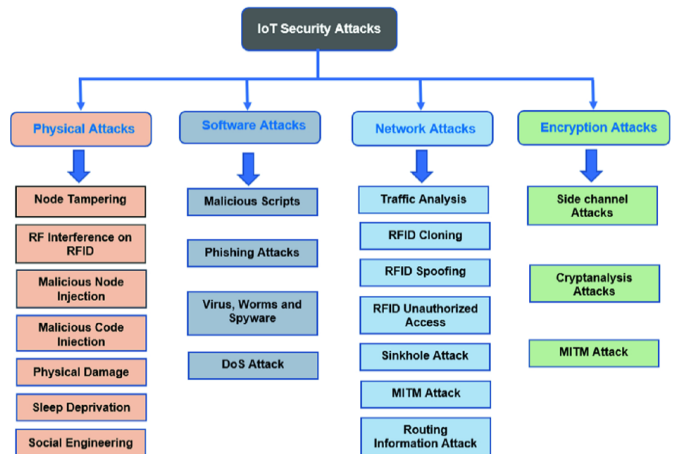 IoT Security Attacks
Physical Attacks
Software Attacks
Network Attacks
Encryption Attacks
Node Tampering
RF Interference on
RFID
Malicious Node
Injection
Malicious Code
Injection
Physical Damage
Sleep Deprivation
Social Engineering
Malicious Scripts
Phishing Attacks
Virus, Worms and
Spyware
DoS Attack
Traffic Analysis
RFID Cloning
RFID Spoofing
RFID Unauthorized
Access
Sinkhole Attack
MITM Attack
Routing
Information Attack
Side channel
Attacks
Cryptanalysis
Attacks
MITM Attack